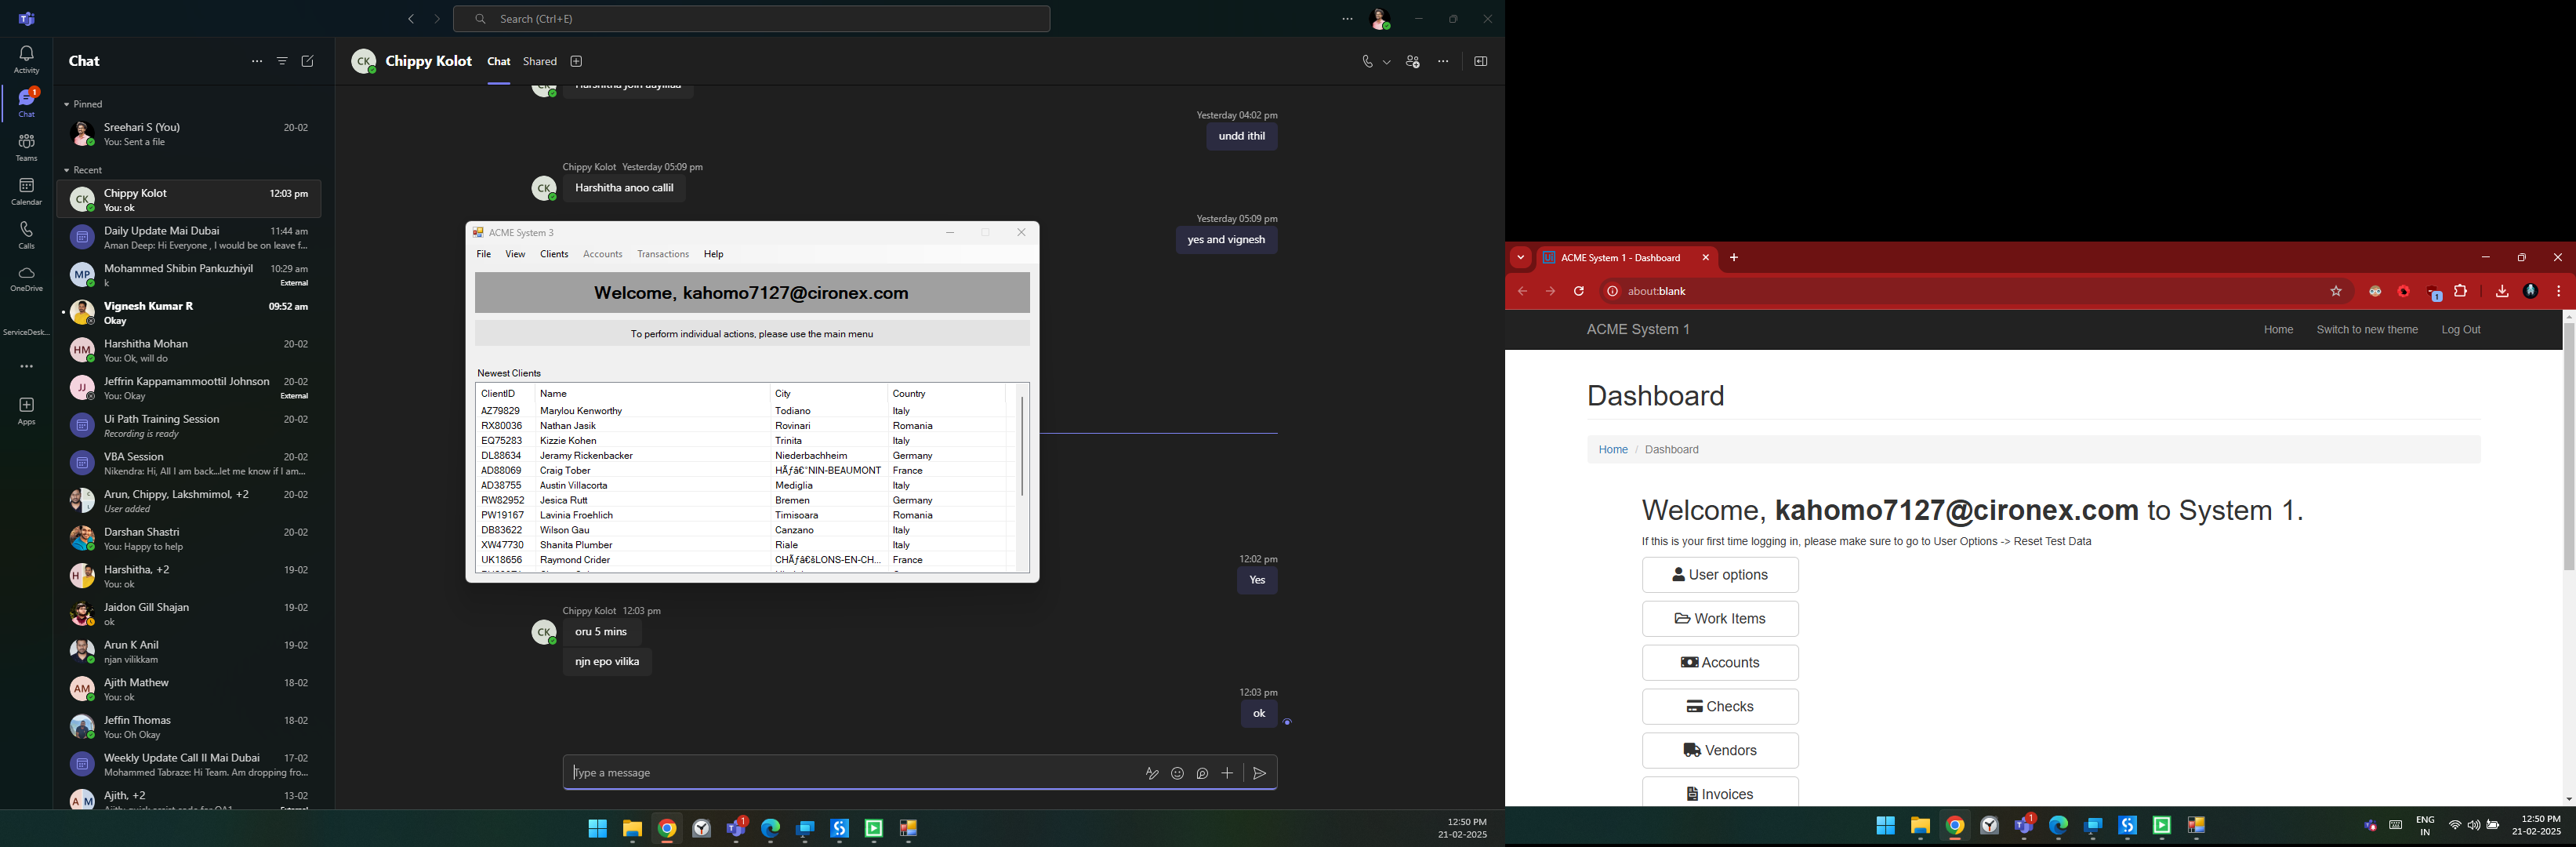 Search (Ctrl+E)
Activity
1
Chat
Teams
Calendar
Calls
OneDrive
ServiceDesk...
Apps
Chat
Pinned
Sreehari S (You) 20-02
You: Sent a file
Recent
CK Chippy Kolot 12:03 pm
You: ok
Daily Update Mai Dubai 11:44 am
Aman Deep: Hi Everyone , I would be on leave f...
MP Mohammed Shibin Pankuzhiyil 10:29 am
k External
Vignesh Kumar R 09:52 am
Okay
HM Harshitha Mohan 20-02
You: Ok, will do
JJ Jeffrin Kappamammoottil Johnson 20-02
You: Okay External
Ui Path Training Session 20-02
Recording is ready
VBA Session 20-02
Nikendra: Hi, All I am back...let me know if I am...
Arun, Chippy, Lakshmimol, +2 20-02
User added
Darshan Shastri 20-02
You: Happy to help
H Harshitha, +2 19-02
You: ok
Jaidon Gill Shajan 19-02
ok
Arun K Anil 19-02
njan vilikkam
AM Ajith Mathew 18-02
You: ok
Jeffin Thomas 18-02
You: Oh Okay
Weekly Update Call II Mai Dubai 17-02
Mohammed Tabraze: Hi Team. Am dropping fro...
A M Ajith, +2 13-02
CK Chippy Kolot Chat Shared
Yesterday 04:02 pm
undd ithil
Chippy Kolot Yesterday 05:09 pm
CK Harshitha anoo callil
Yesterday 05:09 pm
yes and vignesh
12:02 pm
Yes
Chippy Kolot 12:03 pm
CK oru 5 mins
njn epo vilika
12:03 pm
ok
Type a message
ACME System 3
File View Clients Accounts Transactions Help
Welcome, kahomo7127@cironex.com
To perform individual actions, please use the main menu
Newest Clients
ClientID Name City Country
AZ79829 Marylou Kenworthy Todiano Italy
RX80036 Nathan Jasik Rovinari Romania
EQ75283 Kizzie Kohen Trinita Italy
DL88634 Jeramy Rickenbacker Niederbachheim Germany
AD88069 Craig Tober HÃƒâ€°NIN-BEAUMONT France
AD38755 Austin Villacorta Mediglia Italy
RW82952 Jesica Rutt Bremen Germany
PW19167 Lavinia Froehlich Timisoara Romania
DB83622 Wilson Gau Canzano Italy
XW47730 Shanita Plumber Riale Italy
UK18656 Raymond Crider CHÃƒâ€šLONS-EN-CH... France
1
12:50 PM
21-02-2025
ACME System 1 - Dashboard
about:blank
1
ACME System 1 Home Switch to new theme Log Out
Dashboard
Home / Dashboard
Welcome, kahomo7127@cironex.com to System 1.
If this is your first time logging in, please make sure to go to User Options -> Reset Test Data
User options
Work Items
Accounts
Checks
Vendors
Invoices
1
ENG
IN
12:50 PM
21-02-2025